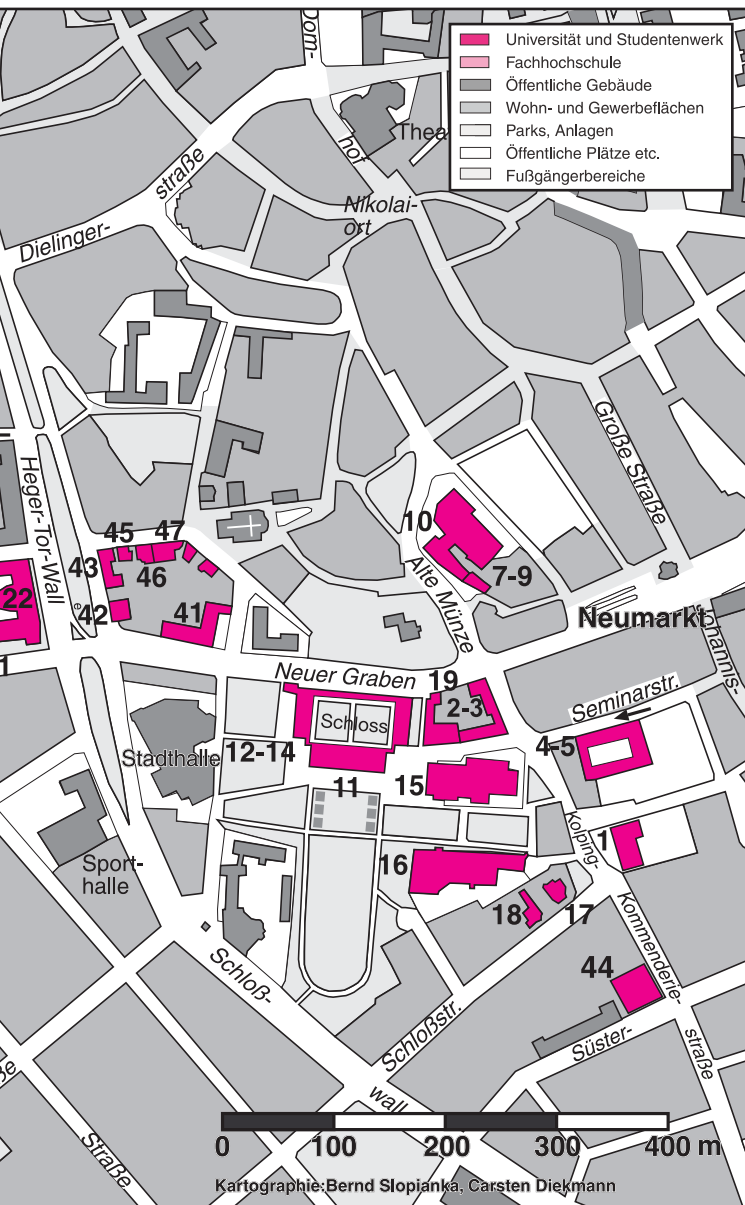 Universität und Studentenwerk
Fachhochschule
Öffentliche Gebäude
Wohn- und Gewerbeflächen
Parks, Anlagen
Öffentliche Plätze etc.
Fußgängerbereiche
Dom-
hof
Thea
straße
Dielinger-
Nikolai-
ort
Große Straße
Heger-Tor-Wall
45
47
43
46
42
41
22
1
10
7-9
Alte Münze
Neumarkt
Johannis-
Neuer Graben
19
2-3
Seminarstr.
Schloss
4-5
Stadthalle
12-14
11
15
Kolping-
1
16
Sport-
halle
18
17
Kommenderie-
straße
44
Schloß-
wall
Schloßstr.
Süster-
Straße
ße
e
0
100
200
300
400 m
Kartographie:Bernd Slopianka, Carsten Diekmann